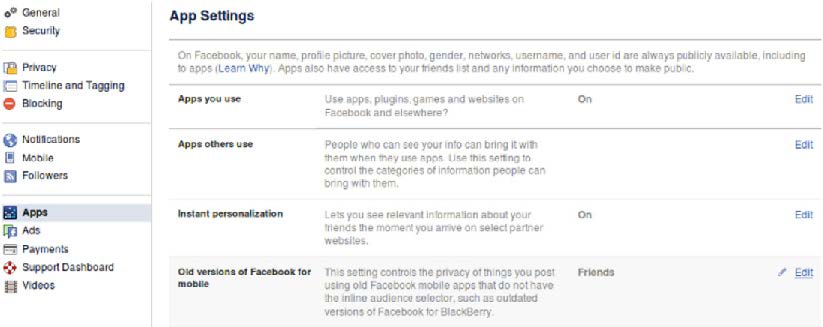 General
Security
Privacy
Timeline and Tagging
Blocking
Notifications
Mobile
Followers
Apps
Ads
Payments
Support Dashboard
Videos
App Settings
On Facebook, your name, profile picture, cover photo, gender, networks, username, and user id are always publicly available, including
to apps (Learn Why). Apps also have access to your friends list and any information you choose to make public.
Apps you use
Use apps, plugins, games and websites on
Facebook and elsewhere?
On
Edit
Apps others use
People who can see your info can bring it with
them when they use apps. Use this setting to
control the categories of information people can
bring with them.
Edit
Instant personalization
Lets you see relevant information about your
friends the moment you arrive on select partner
websites.
On
Edit
Old versions of Facebook for
mobile
This setting controls the privacy of things you post
using old Facebook mobile apps that do not have
the inline audience selector, such as outdated
versions of Facebook for BlackBerry.
Friends
Edit